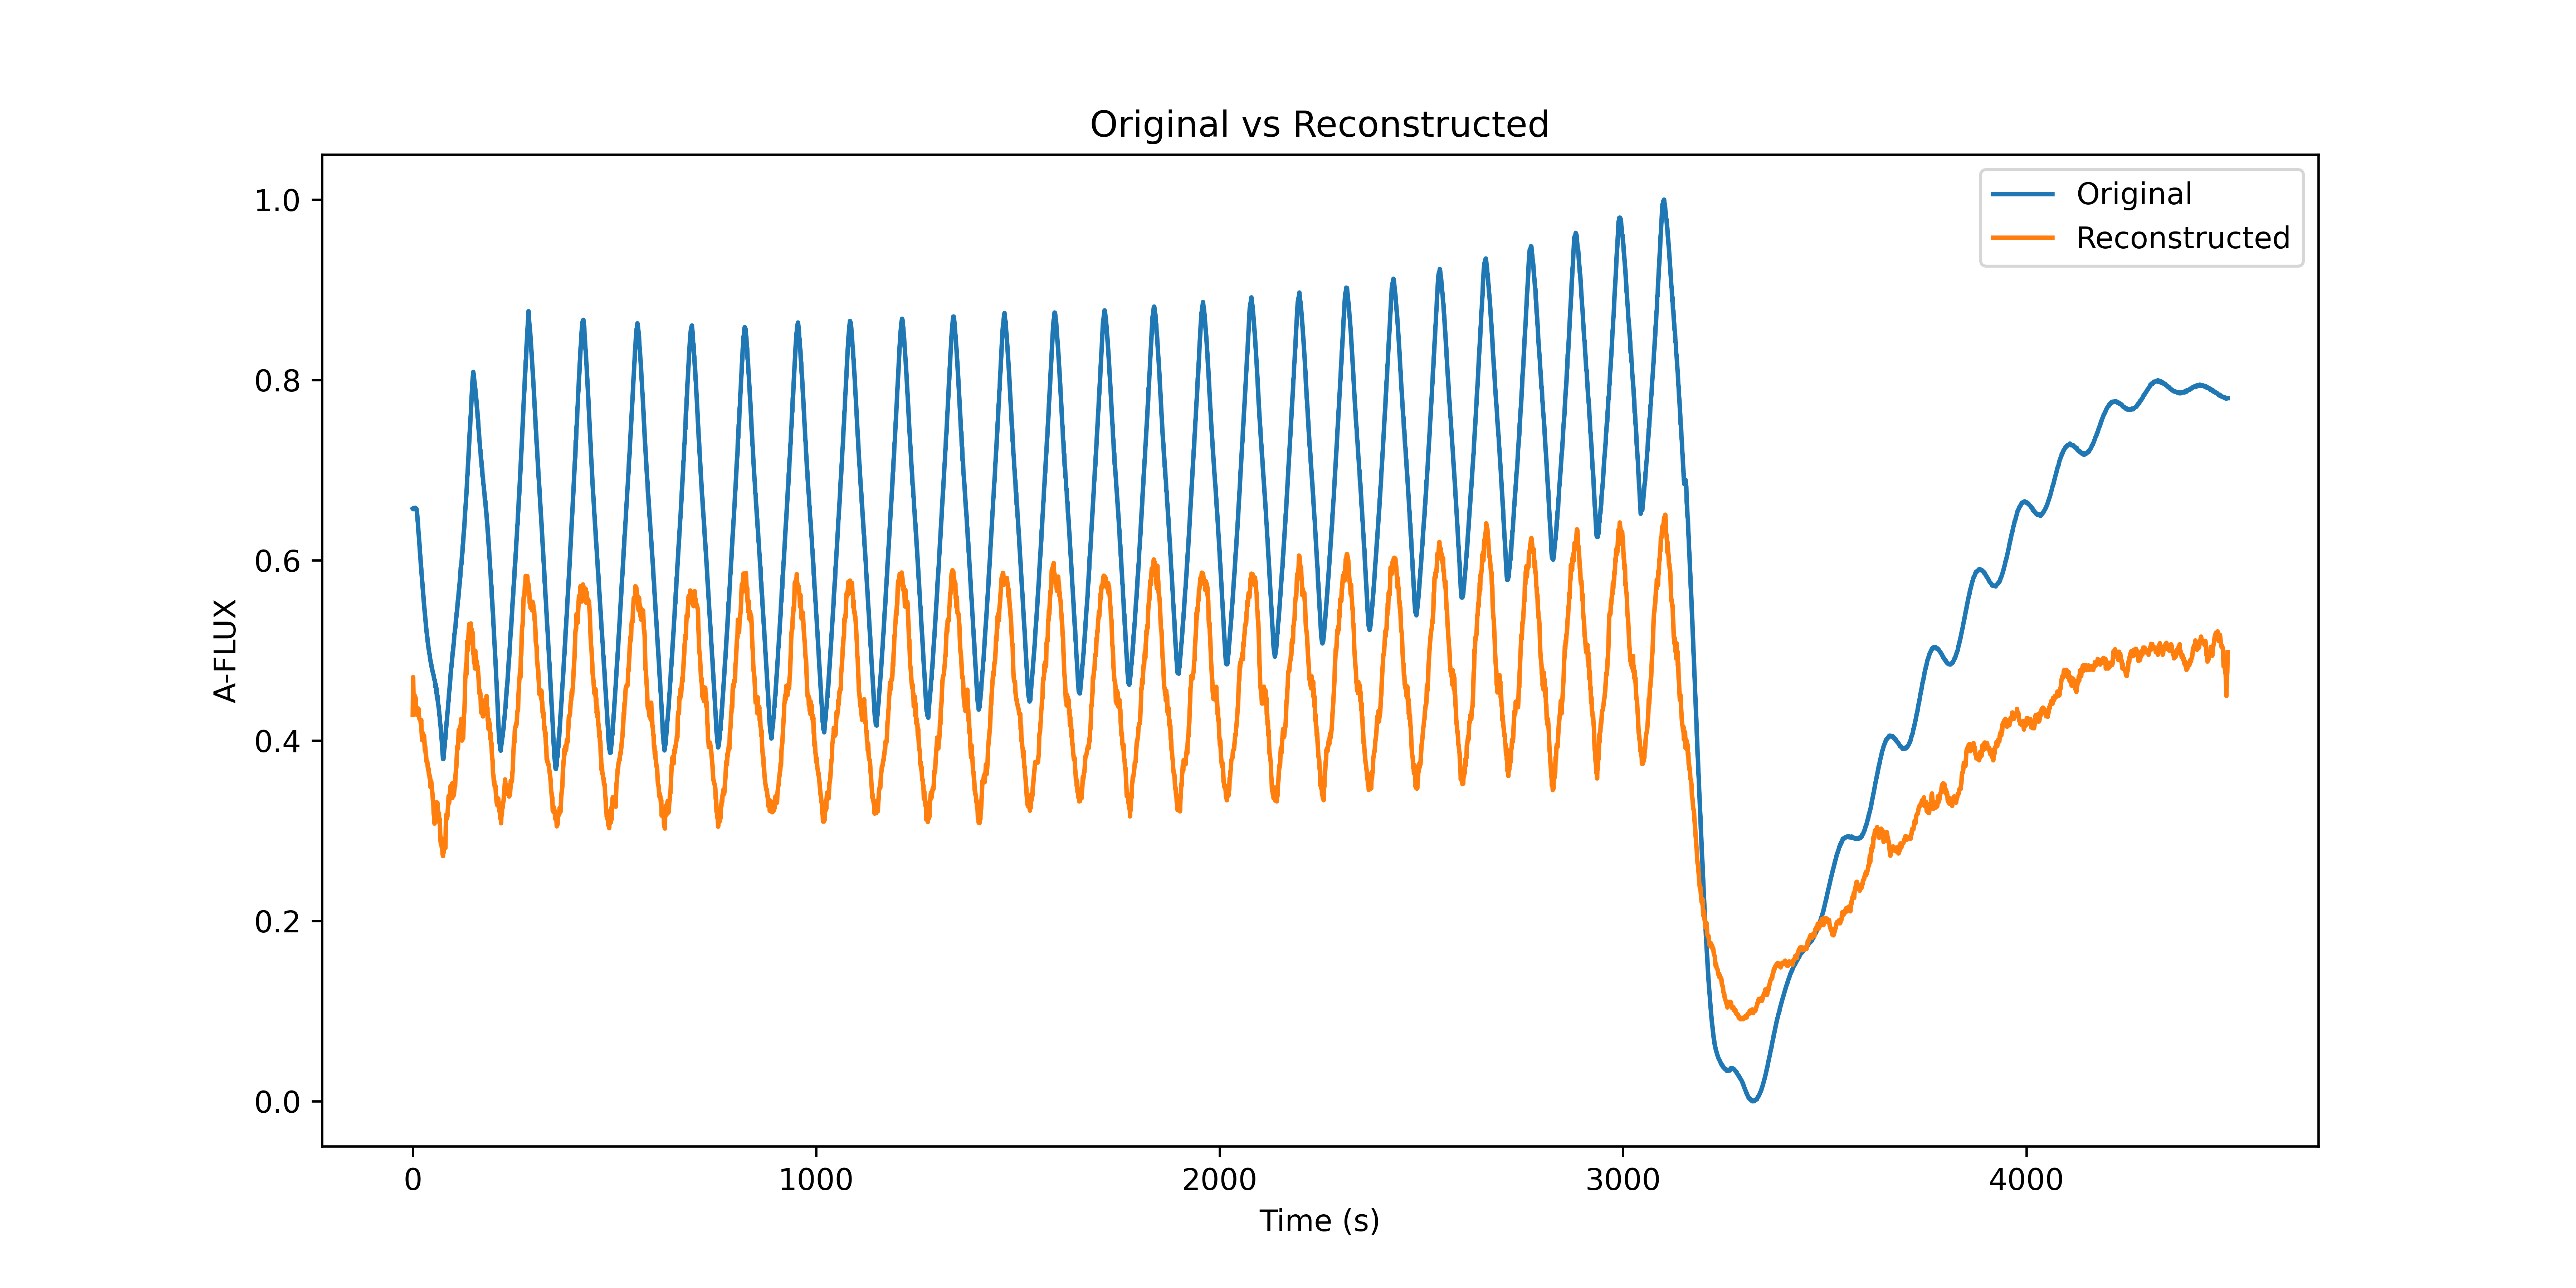 Original vs Reconstructed
Original
Reconstructed
A-FLUX
1.0
0.8
0.6
0.4
0.2
0.0
0 1000 2000 3000 4000
Time (s)